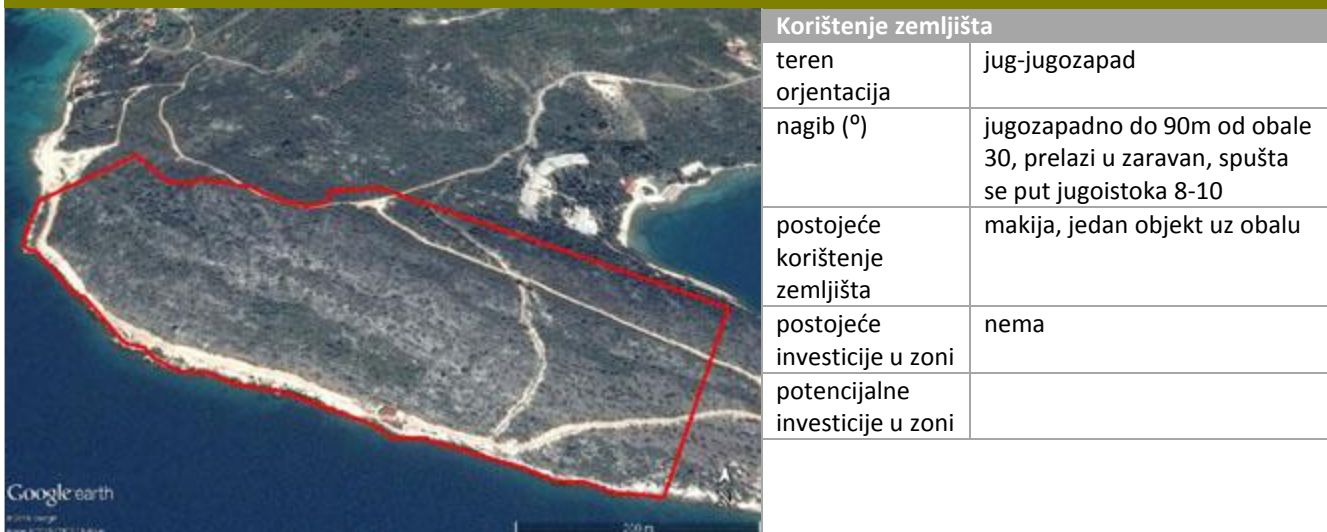 Korištenje zemljišta
teren
orjentacija
jug-jugozapad
nagib (⁰)
jugozapadno do 90m od obale
30, prelazi u zaravan, spušta
se put jugoistoka 8-10
postojeće
korištenje
zemljišta
makija, jedan objekt uz obalu
postojeće
investicije u zoni
nema
potencijalne
investicije u zoni
Google earth
200 m